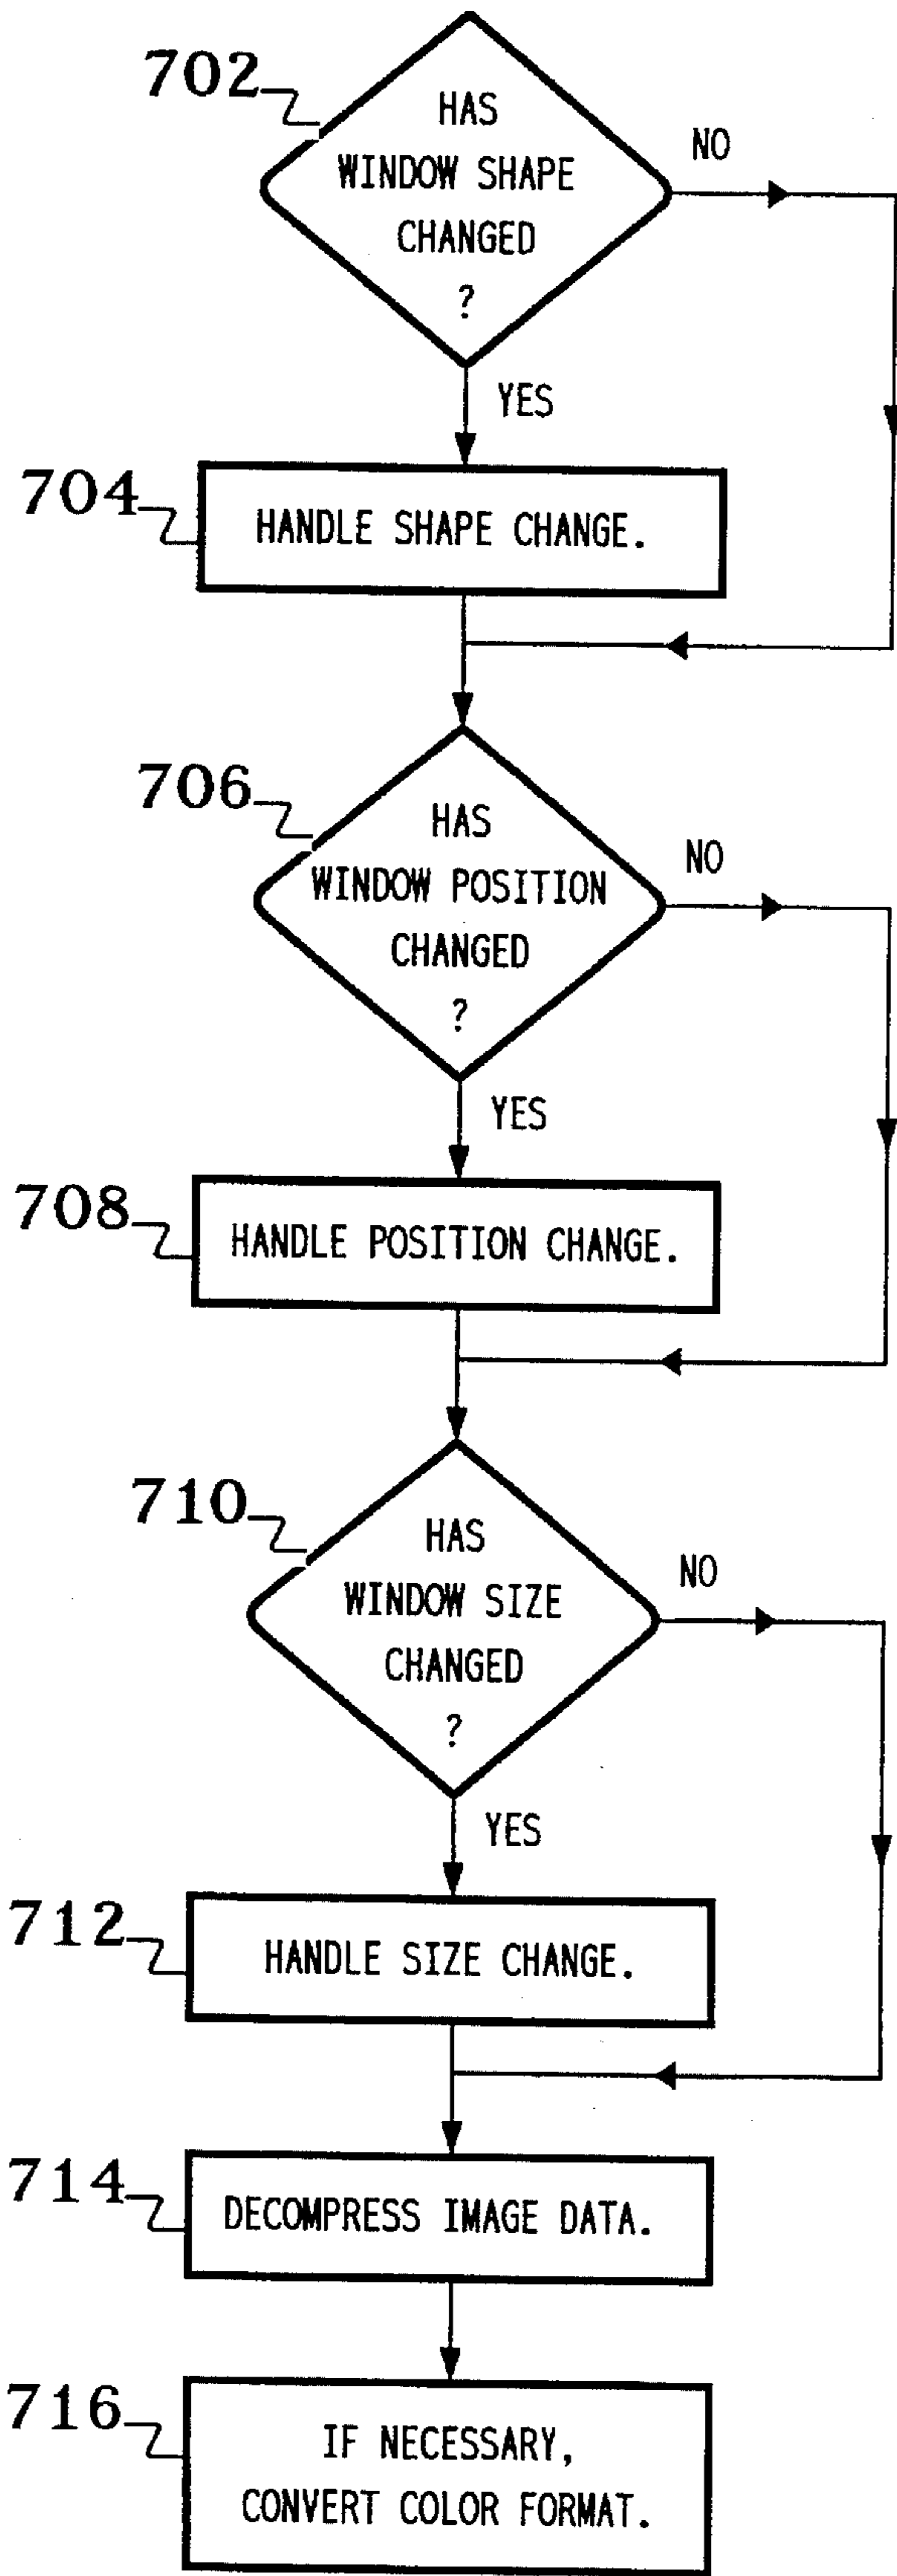 702
HAS
WINDOW SHAPE
CHANGED
?
NO
YES
704
HANDLE SHAPE CHANGE.
706
HAS
WINDOW POSITION
CHANGED
?
NO
YES
708
HANDLE POSITION CHANGE.
710
HAS
WINDOW SIZE
CHANGED
?
NO
YES
712
HANDLE SIZE CHANGE.
714
DECOMPRESS IMAGE DATA.
716
IF NECESSARY,
CONVERT COLOR FORMAT.